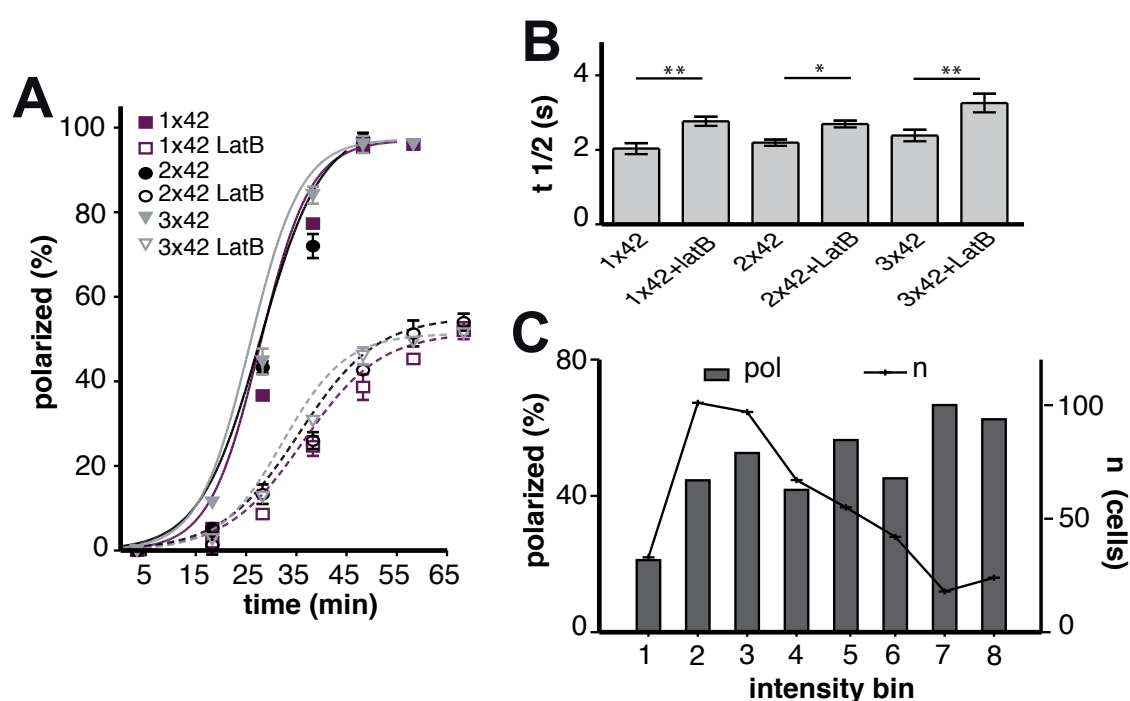 A
100
80
60
40
20
0
polarized (%)
1x42
1x42 LatB
2x42
2x42 LatB
3x42
3x42 LatB
5 15 25 35 45 55 65
time (min)
B
4
2
0
t 1/2 (s)
** * **
1x42 1x42+latB 2x42 2x42+LatB 3x42 3x42+LatB
C
80
40
0
polarized (%)
pol n
100
50
0
n (cells)
1 2 3 4 5 6 7 8
intensity bin